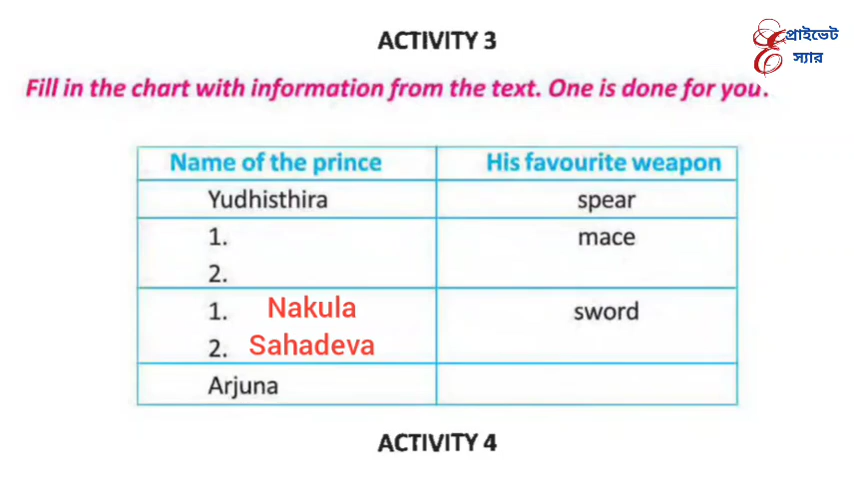 ACTIVITY 3
প্রাইভেট
স্যার
Fill in the chart with information from the text. One is done for you.
Name of the prince His favourite weapon
Yudhisthira spear
1. mace
2.
1. Nakula sword
2. Sahadeva
Arjuna
ACTIVITY 4